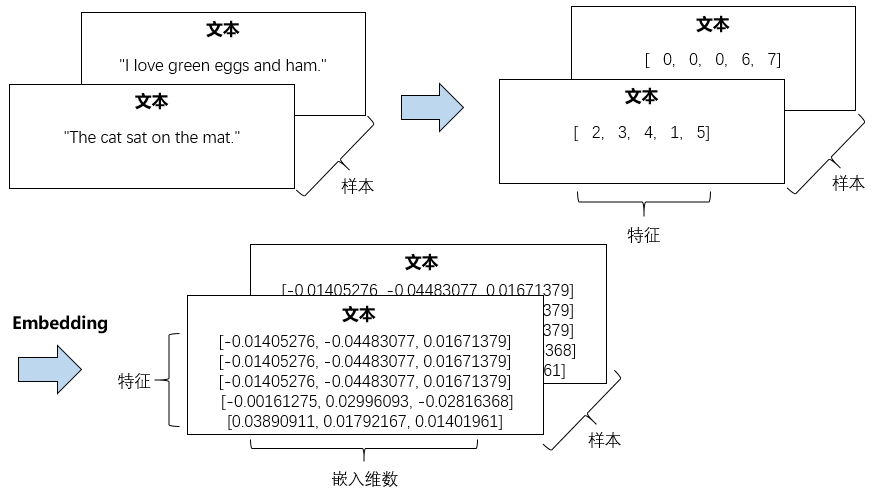 文本
"I love green eggs and ham."
文本
"The cat sat on the mat."
样本
文本
[ 0, 0, 0, 6, 7]
文本
[ 2, 3, 4, 1, 5]
样本
特征
Embedding
文本
[-0.01405276, -0.04483077, 0.01671379]
379]
379]
368]
61]
文本
[-0.01405276, -0.04483077, 0.01671379]
[-0.01405276, -0.04483077, 0.01671379]
[-0.01405276, -0.04483077, 0.01671379]
[-0.00161275, 0.02996093, -0.02816368]
[0.03890911, 0.01792167, 0.01401961]
特征
样本
嵌入维数